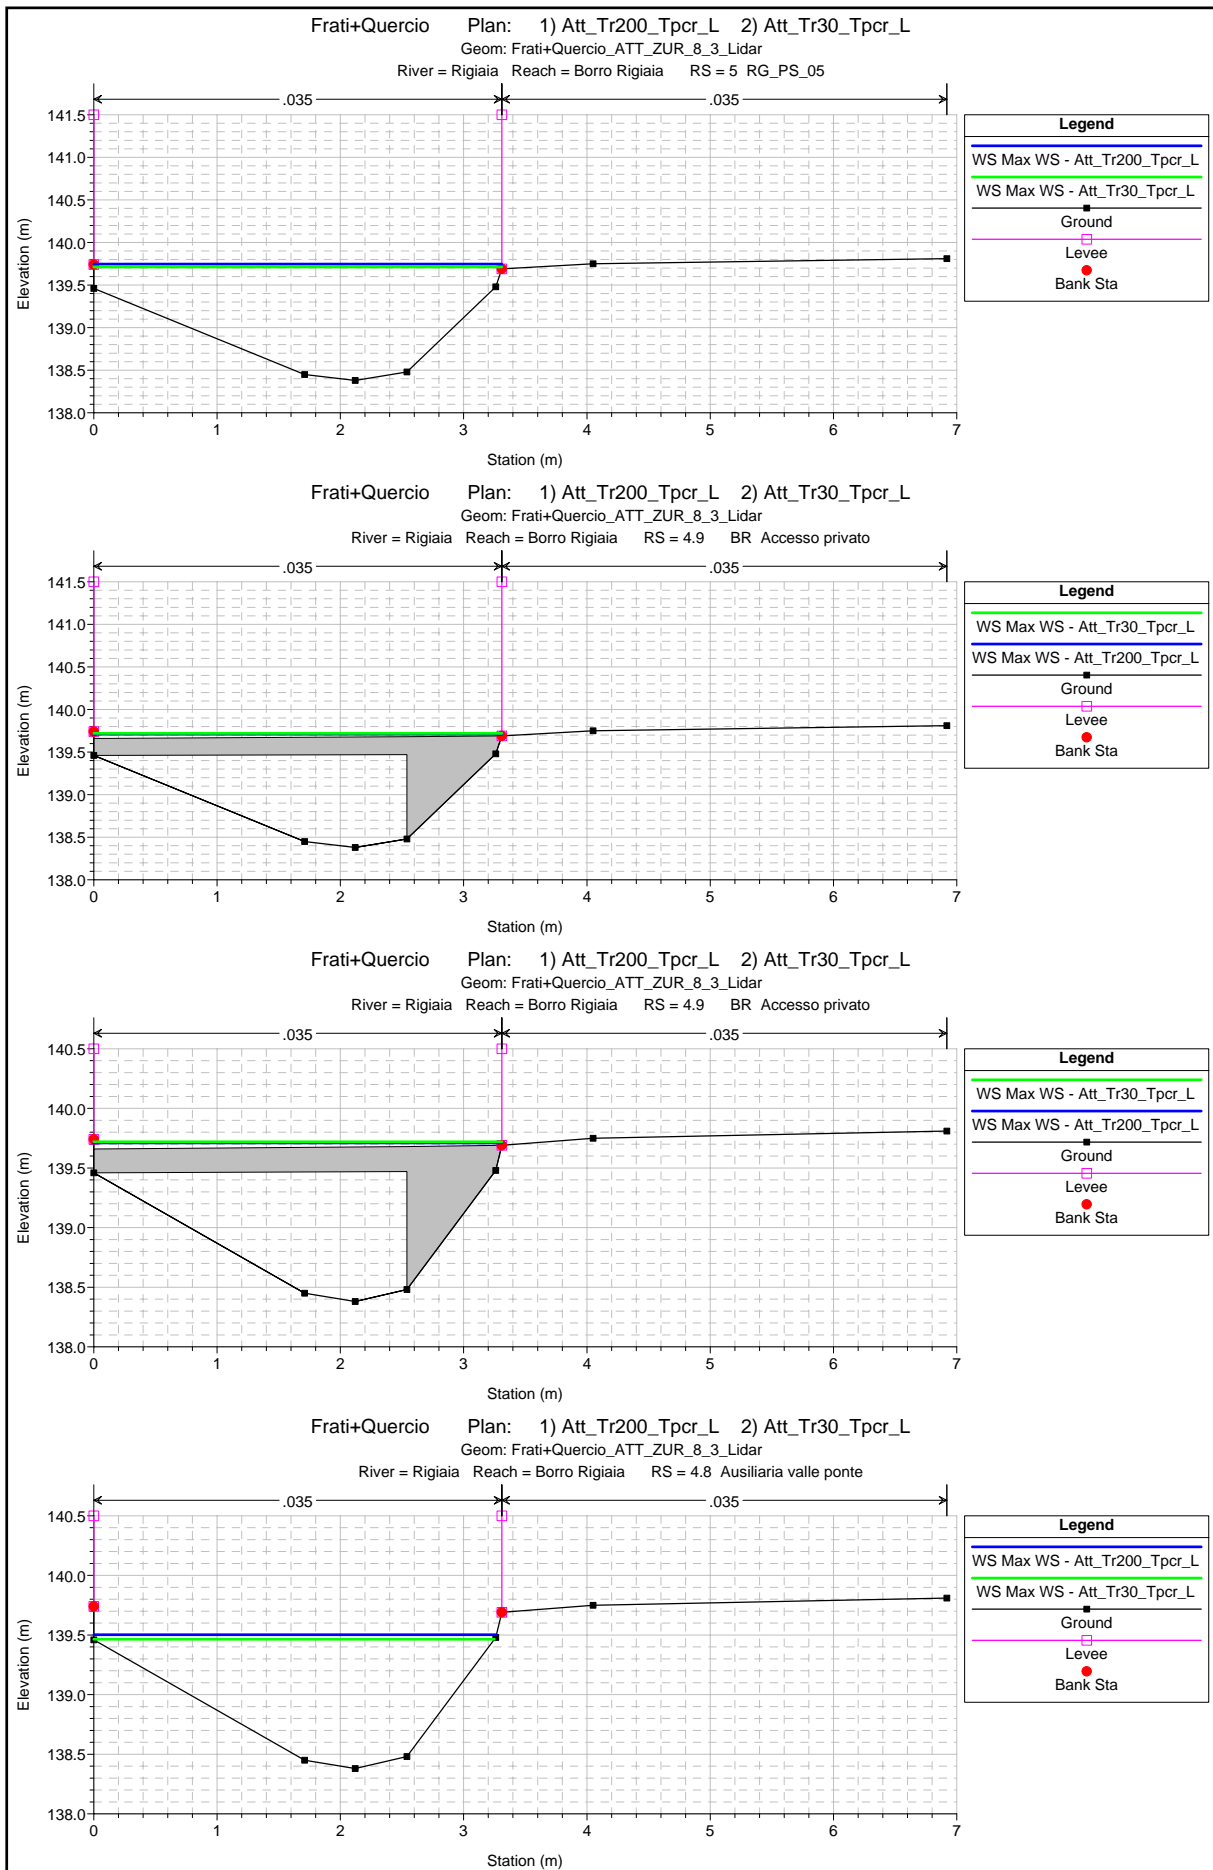 Frati+Quercio Plan: 1) Att_Tr200_Tpcr_L 2) Att_Tr30_Tpcr_L
Geom: Frati+Quercio_ATT_ZUR_8_3_Lidar
River = Rigiaia Reach = Borro Rigiaia RS = 5 RG_PS_05
.035 .035
141.5
141.0
140.5
140.0
139.5
139.0
138.5
138.0
Elevation (m)
0 1 2 3 4 5 6 7
Station (m)
Legend
WS Max WS - Att_Tr200_Tpcr_L
WS Max WS - Att_Tr30_Tpcr_L
Ground
Levee
Bank Sta
Frati+Quercio Plan: 1) Att_Tr200_Tpcr_L 2) Att_Tr30_Tpcr_L
Geom: Frati+Quercio_ATT_ZUR_8_3_Lidar
River = Rigiaia Reach = Borro Rigiaia RS = 4.9 BR Accesso privato
.035 .035
141.5
141.0
140.5
140.0
139.5
139.0
138.5
138.0
Elevation (m)
0 1 2 3 4 5 6 7
Station (m)
Legend
WS Max WS - Att_Tr30_Tpcr_L
WS Max WS - Att_Tr200_Tpcr_L
Ground
Levee
Bank Sta
Frati+Quercio Plan: 1) Att_Tr200_Tpcr_L 2) Att_Tr30_Tpcr_L
Geom: Frati+Quercio_ATT_ZUR_8_3_Lidar
River = Rigiaia Reach = Borro Rigiaia RS = 4.9 BR Accesso privato
.035 .035
140.5
140.0
139.5
139.0
138.5
138.0
Elevation (m)
0 1 2 3 4 5 6 7
Station (m)
Legend
WS Max WS - Att_Tr30_Tpcr_L
WS Max WS - Att_Tr200_Tpcr_L
Ground
Levee
Bank Sta
Frati+Quercio Plan: 1) Att_Tr200_Tpcr_L 2) Att_Tr30_Tpcr_L
Geom: Frati+Quercio_ATT_ZUR_8_3_Lidar
River = Rigiaia Reach = Borro Rigiaia RS = 4.8 Ausiliaria valle ponte
.035 .035
140.5
140.0
139.5
139.0
138.5
138.0
Elevation (m)
0 1 2 3 4 5 6 7
Station (m)
Legend
WS Max WS - Att_Tr200_Tpcr_L
WS Max WS - Att_Tr30_Tpcr_L
Ground
Levee
Bank Sta